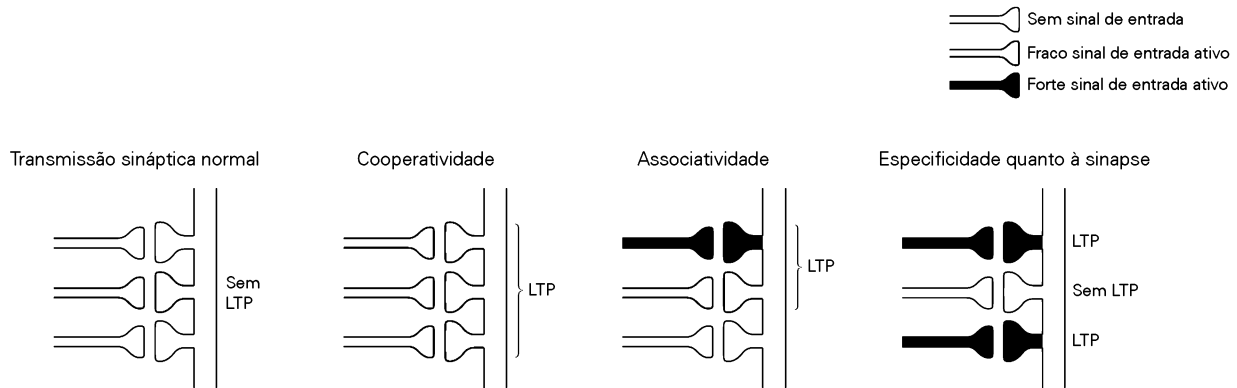 Sem sinal de entrada
Fraco sinal de entrada ativo
Forte sinal de entrada ativo
Transmissão sináptica normal
Sem
LTP
Cooperatividade
LTP
Associatividade
LTP
Especificidade quanto à sinapse
LTP
Sem LTP
LTP